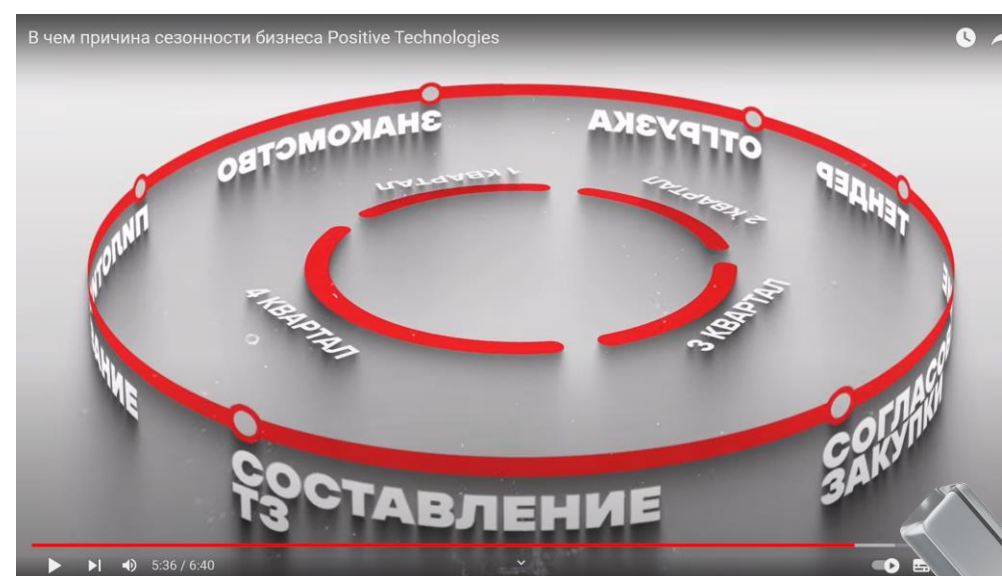 В чем причина сезонности бизнеса Positive Technologies
ЗНАКОМСТВО
ОТГРУЗКА
ТЕНДЕР
1 КВАРТАЛ
2 КВАРТАЛ
3 КВАРТАЛ
4 КВАРТАЛ
СОСТАВЛЕНИЕ
ТЗ
ЗАКУПКИ
5:36 / 6:40